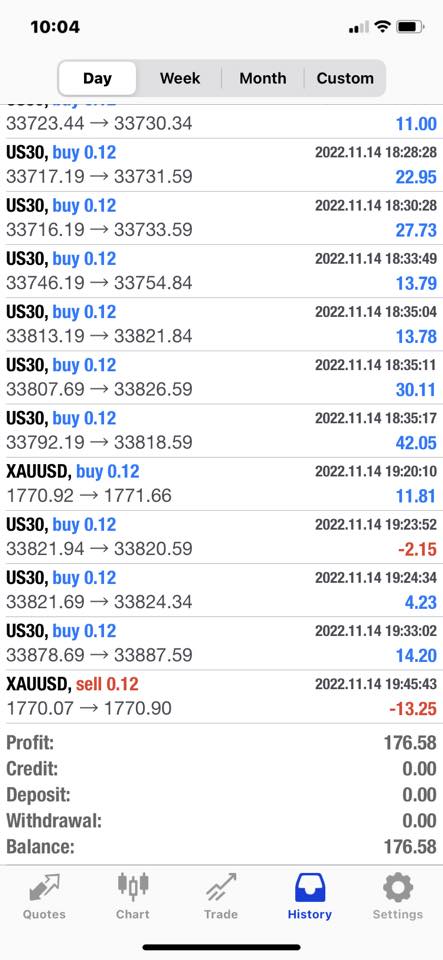 10:04
Day Week Month Custom
33723.44 → 33730.34 11.00
US30, buy 0.12 2022.11.14 18:28:28
33717.19 → 33731.59 22.95
US30, buy 0.12 2022.11.14 18:30:28
33716.19 → 33733.59 27.73
US30, buy 0.12 2022.11.14 18:33:49
33746.19 → 33754.84 13.79
US30, buy 0.12 2022.11.14 18:35:04
33813.19 → 33821.84 13.78
US30, buy 0.12 2022.11.14 18:35:11
33807.69 → 33826.59 30.11
US30, buy 0.12 2022.11.14 18:35:17
33792.19 → 33818.59 42.05
XAUUSD, buy 0.12 2022.11.14 19:20:10
1770.92 → 1771.66 11.81
US30, buy 0.12 2022.11.14 19:23:52
33821.94 → 33820.59 -2.15
US30, buy 0.12 2022.11.14 19:24:34
33821.69 → 33824.34 4.23
US30, buy 0.12 2022.11.14 19:33:02
33878.69 → 33887.59 14.20
XAUUSD, sell 0.12 2022.11.14 19:45:43
1770.07 → 1770.90 -13.25
Profit: 176.58
Credit: 0.00
Deposit: 0.00
Withdrawal: 0.00
Balance: 176.58
Quotes Chart Trade History Settings